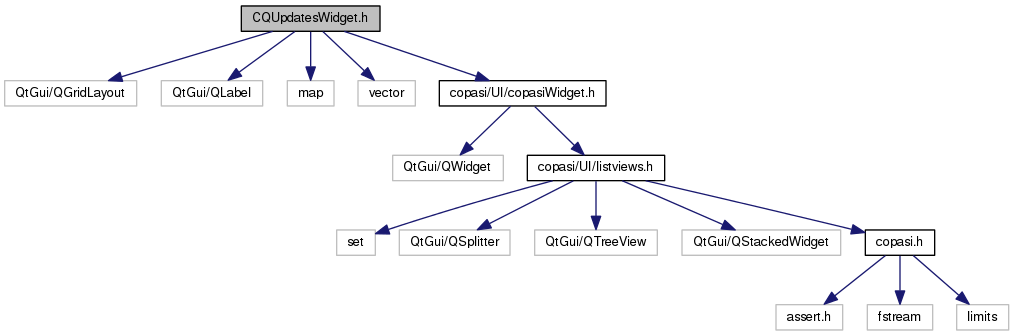 CQUpdatesWidget.h
QtGui/QGridLayout
QtGui/QLabel
map
vector
copasi/UI/copasiWidget.h
QtGui/QWidget
copasi/UI/listviews.h
set
QtGui/QSplitter
QtGui/QTreeView
QtGui/QStackedWidget
copasi.h
assert.h
fstream
limits